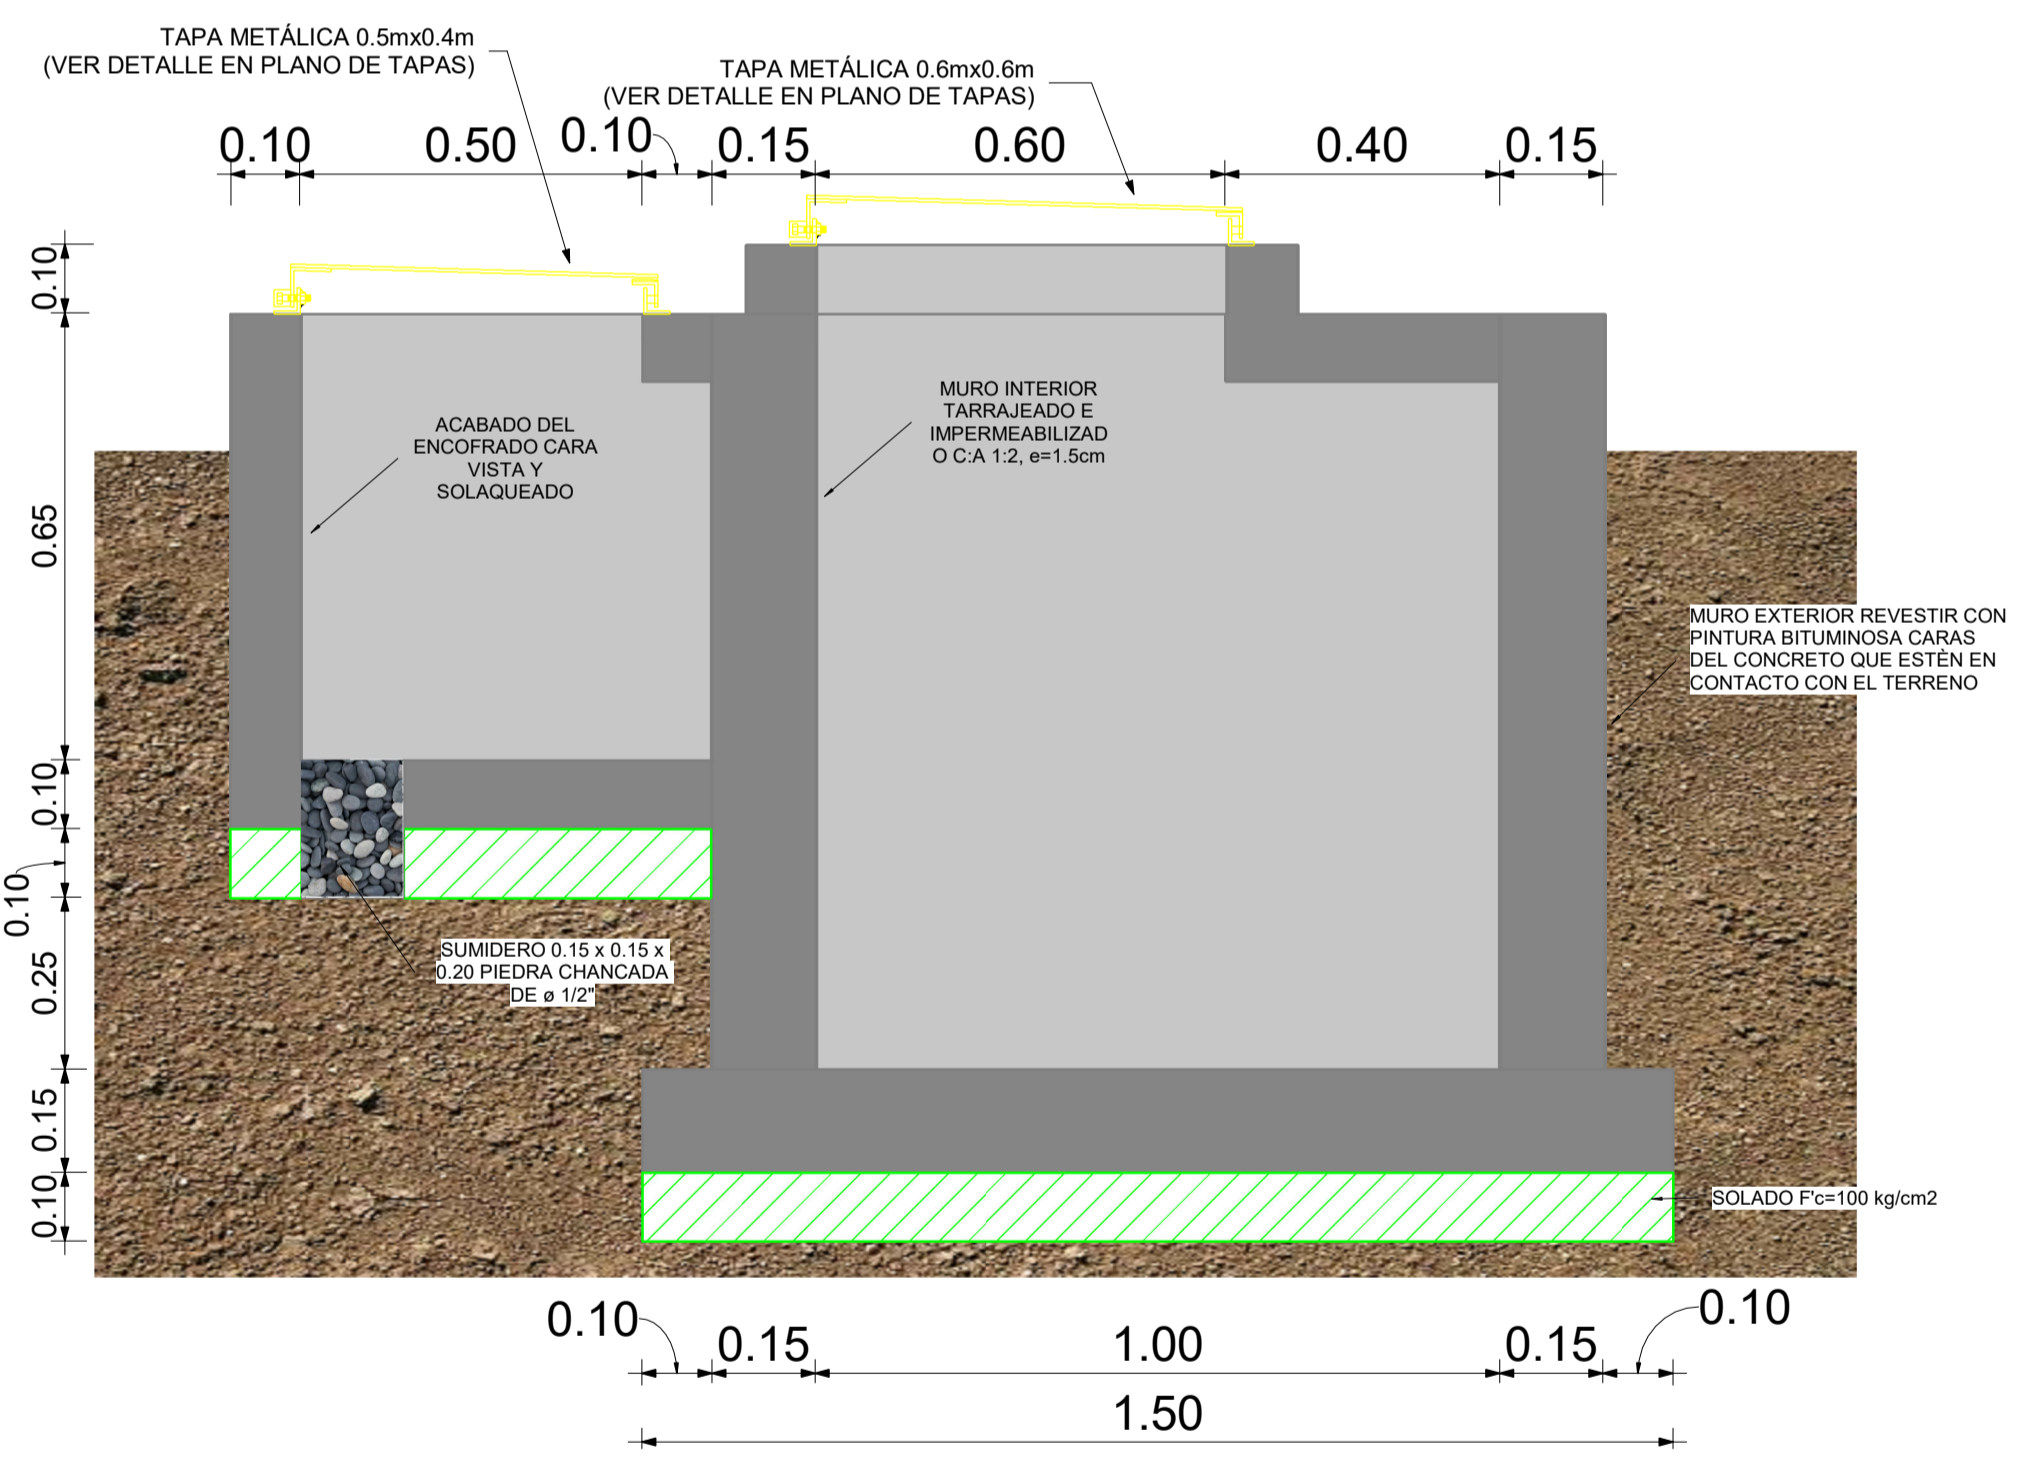 TAPA METÁLICA 0.5mx0.4m
(VER DETALLE EN PLANO DE TAPAS)
TAPA METÁLICA 0.6mx0.6m
(VER DETALLE EN PLANO DE TAPAS)
0.10
0.50
0.10
0.15
0.60
0.40
0.15
0.10
0.65
0.10
0.10
0.25
0.15
0.10
ACABADO DEL
ENCOFRADO CARA
VISTA Y
SOLAQUEADO
MURO INTERIOR
TARRAJEADO E
IMPERMEABILIZAD
O C:A 1:2, e=1.5cm
MURO EXTERIOR REVESTIR CON
PINTURA BITUMINOSA CARAS
DEL CONCRETO QUE ESTÈN EN
CONTACTO CON EL TERRENO
SUMIDERO 0.15 x 0.15 x
0.20 PIEDRA CHANCADA
DE ø 1/2"
SOLADO F'c=100 kg/cm2
0.10
0.15
1.00
0.15
0.10
1.50